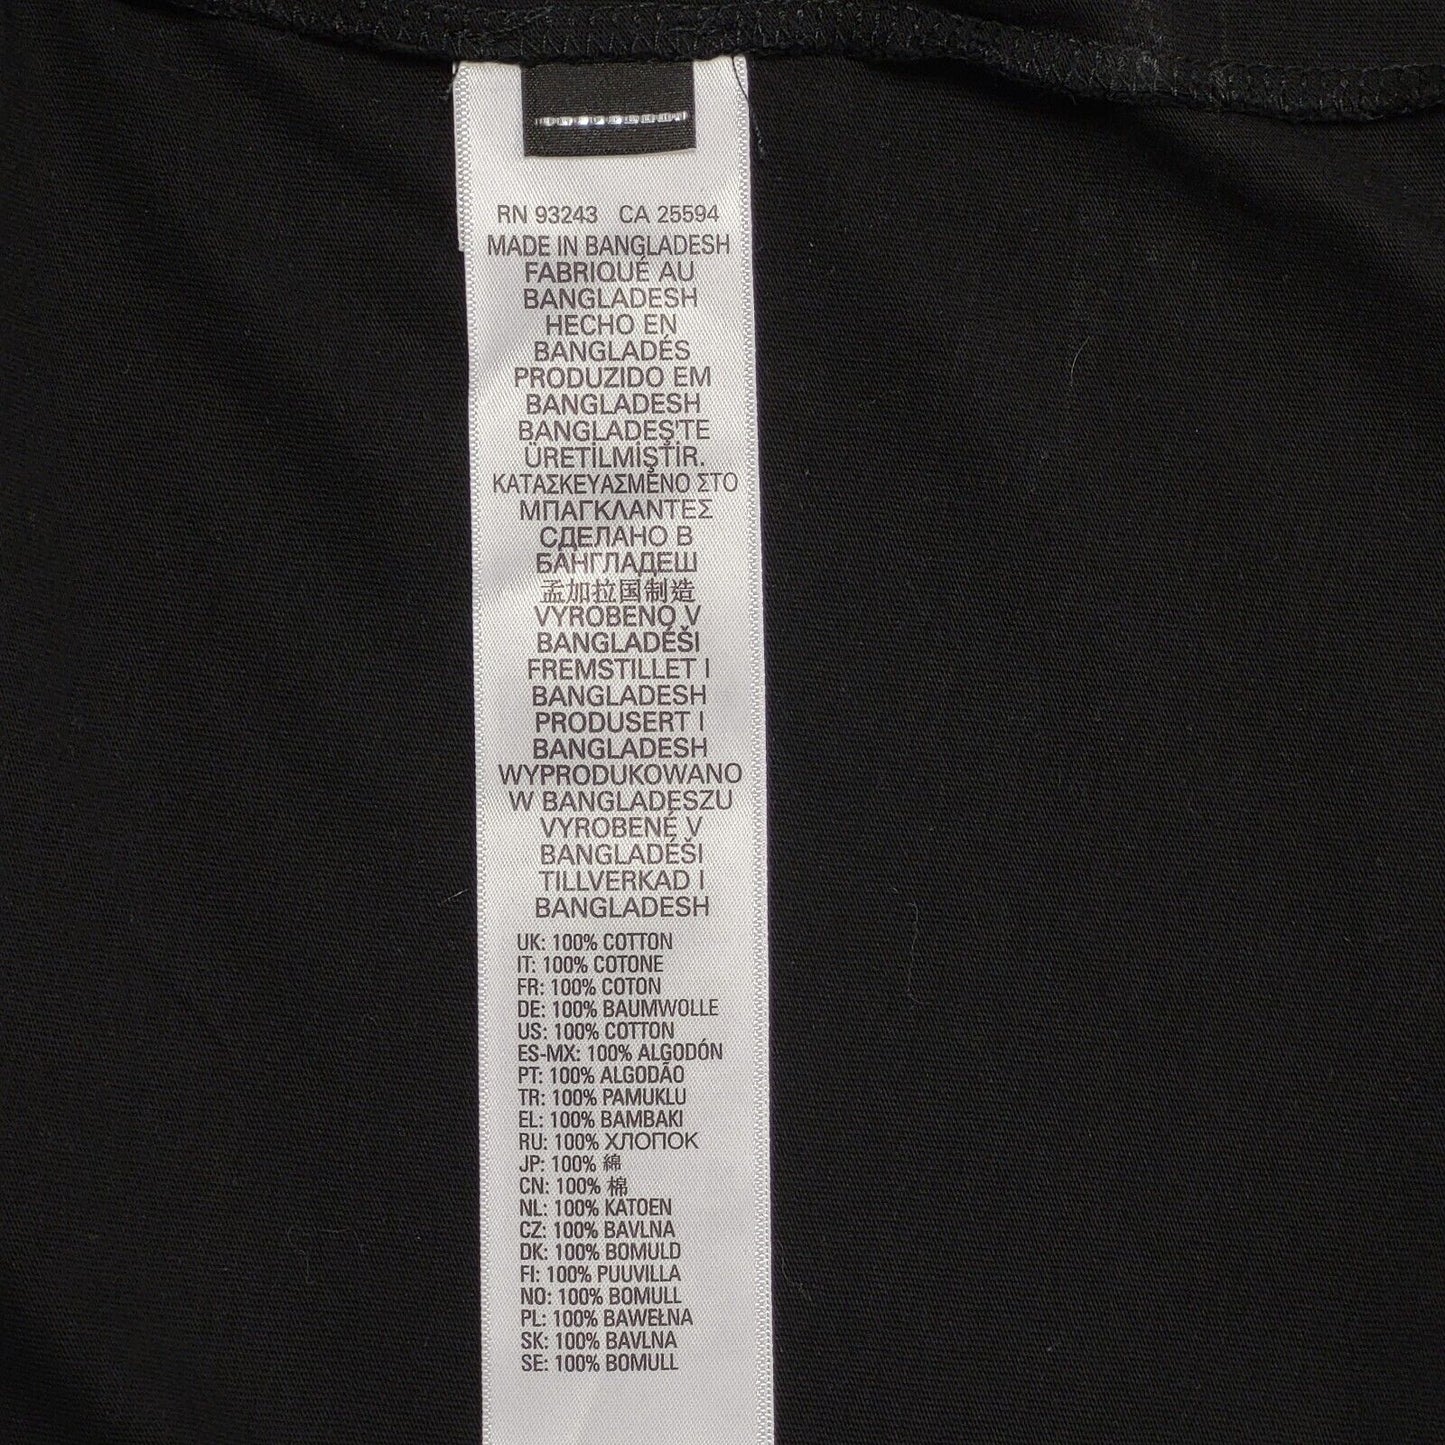 RN 93243 CA 25594
MADE IN BANGLADESH
FABRIQUÉ AU
BANGLADESH
HECHO EN
BANGLADÉS
PRODUZIDO EM
BANGLADESH
BANGLADEŞ'TE
ÜRETİLMİŞTİR.
ΚΑΤΑΣΚΕΥΑΣΜΕΝΟ ΣΤΟ
ΜΠΑΓΚΛΑΝΤΕΣ
СДЕЛАНО В
БАНГЛАДЕШ
孟加拉国制造
VYROBENO V
BANGLADÉŠI
FREMSTILLET I
BANGLADESH
PRODUSERT I
BANGLADESH
WYPRODUKOWANO
W BANGLADESZU
VYROBENÉ V
BANGLADÉŠI
TILLVERKAD I
BANGLADESH
UK: 100% COTTON
IT: 100% COTONE
FR: 100% COTON
DE: 100% BAUMWOLLE
US: 100% COTTON
ES-MX: 100% ALGODÓN
PT: 100% ALGODÃO
TR: 100% PAMUKLU
EL: 100% ΒΑΜΒΑΚΙ
RU: 100% ХЛОПОК
JP: 100% 綿
CN: 100% 棉
NL: 100% KATOEN
CZ: 100% BAVLNA
DK: 100% BOMULD
FI: 100% PUUVILLA
NO: 100% BOMULL
PL: 100% BAWEŁNA
SK: 100% BAVLNA
SE: 100% BOMULL